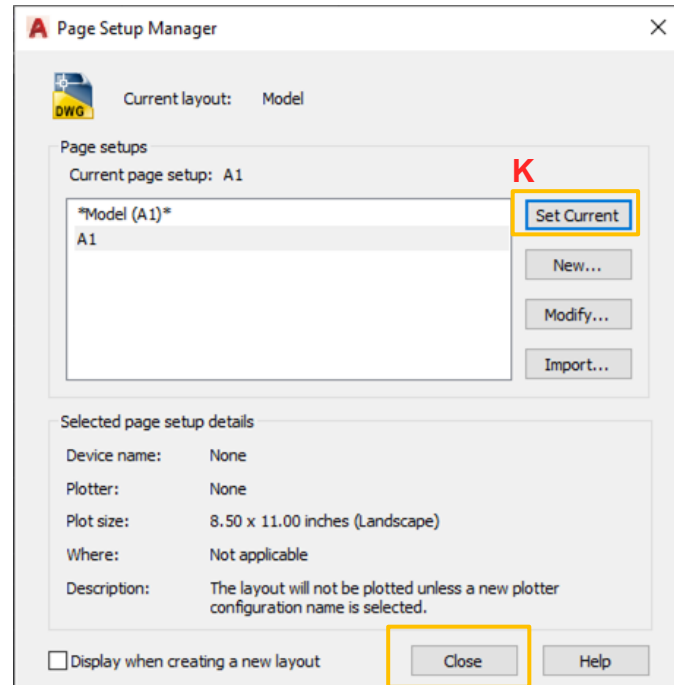 Page Setup Manager
DWG
Current layout: Model
Page setups
Current page setup: A1
K
*Model (A1)*
A1
Set Current
New...
Modify...
Import...
Selected page setup details
Device name: None
Plotter: None
Plot size: 8.50 x 11.00 inches (Landscape)
Where: Not applicable
Description: The layout will not be plotted unless a new plotter
configuration name is selected.
Display when creating a new layout
Close
Help